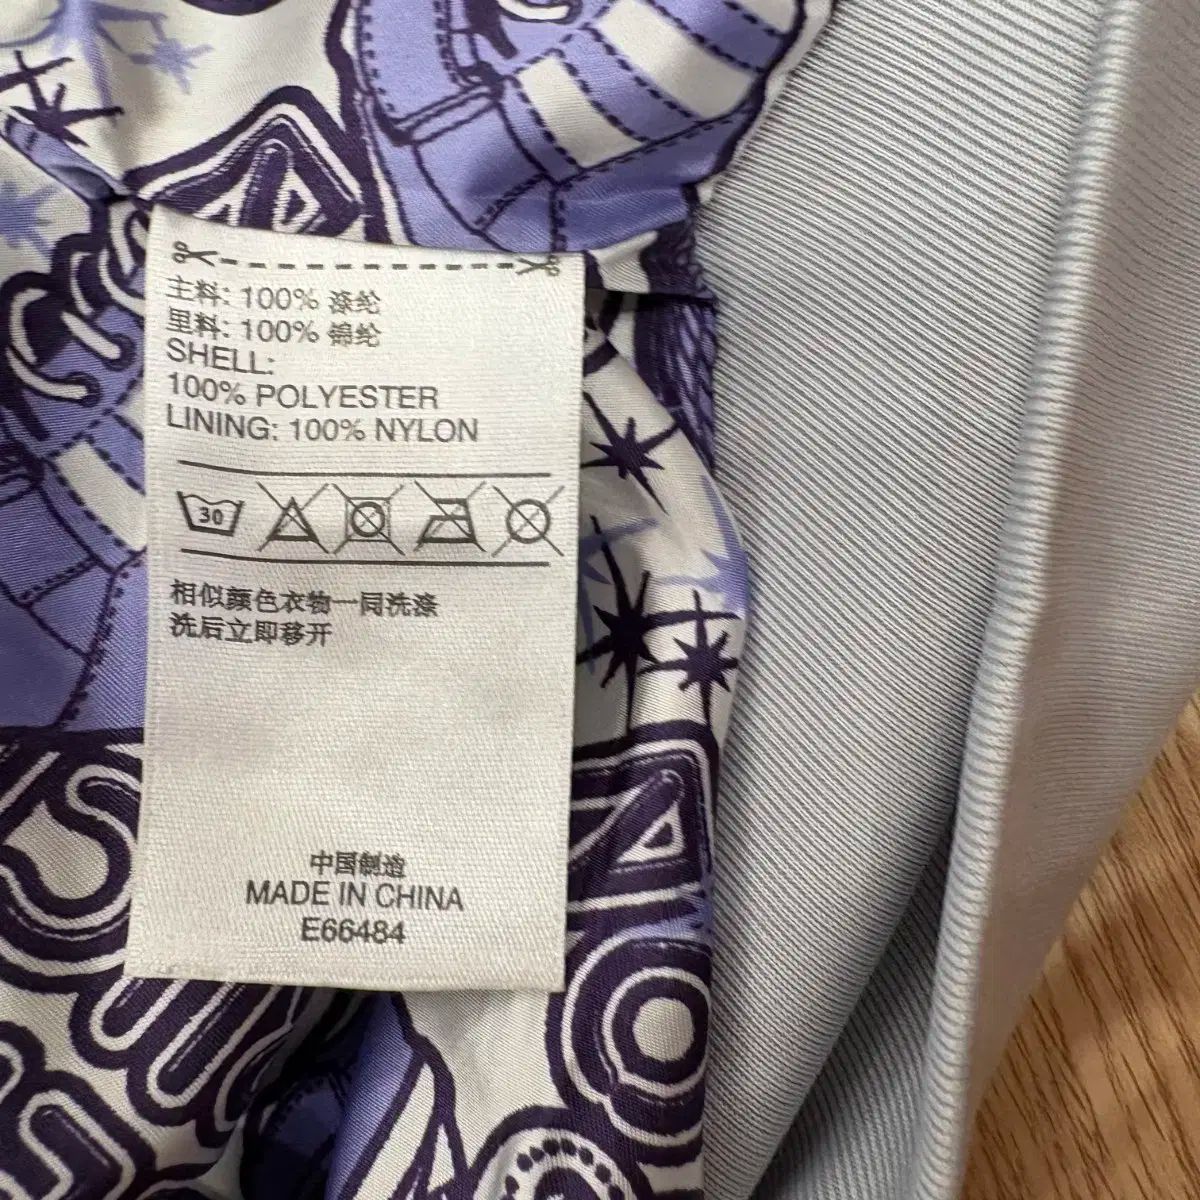 主料: 100% 涤纶
里料: 100% 锦纶
SHELL:
100% POLYESTER
LINING: 100% NYLON
30
相似颜色衣物一同洗涤
洗后立即移开
中国制造
MADE IN CHINA
E66484